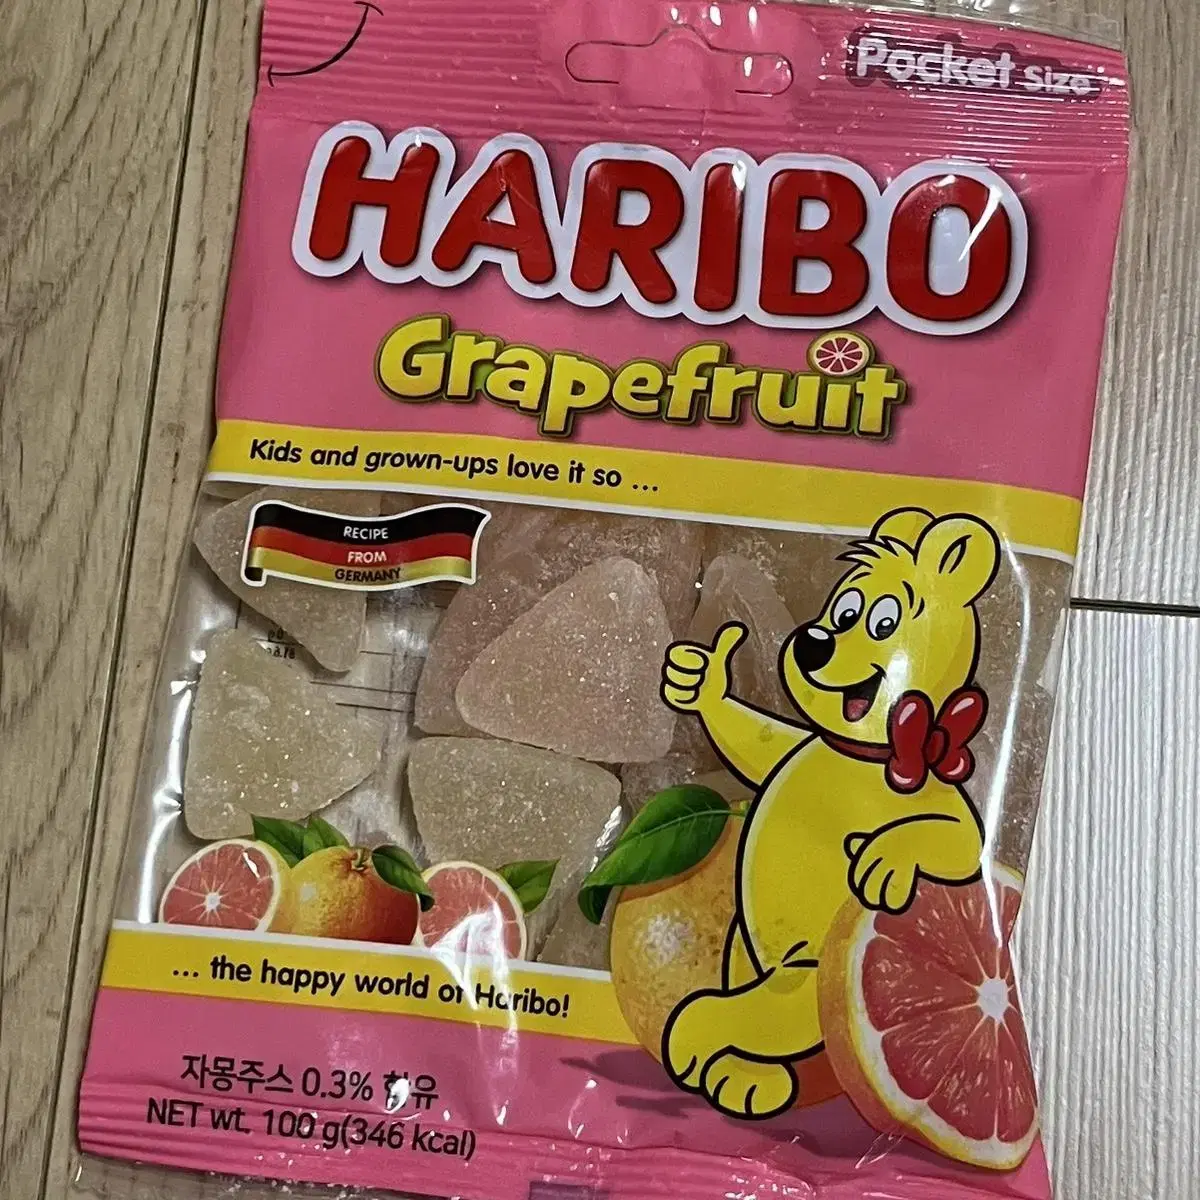 Pocket Size
HARIBO
Grapefruit
Kids and grown-ups love it so ...
RECIPE
FROM
GERMANY
... the happy world of Haribo!
자몽주스 0.3% 함유
NET wt. 100 g(346 kcal)